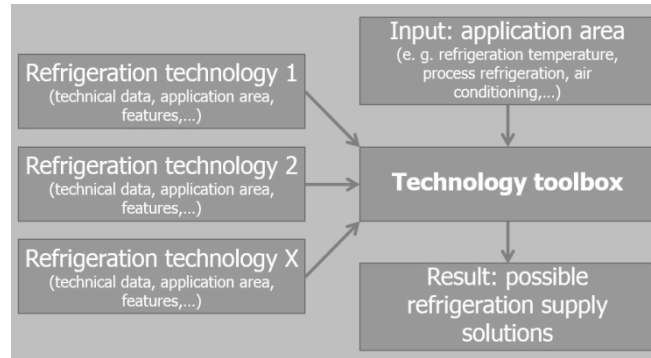 Refrigeration technology 1
(technical data, application area,
features,...)
Refrigeration technology 2
(technical data, application area,
features,...)
Refrigeration technology X
(technical data, application area,
features,...)
Input: application area
(e. g. refrigeration temperature,
process refrigeration, air
conditioning,...)
Technology toolbox
Result: possible
refrigeration supply
solutions